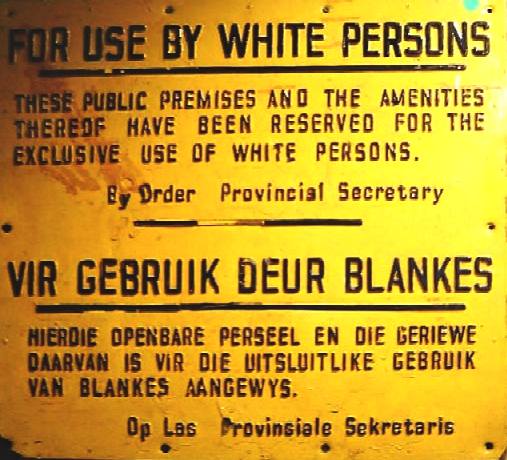 FOR USE BY WHITE PERSONS
THESE PUBLIC PREMISES AND THE AMENITIES
THEREOF HAVE BEEN RESERVED FOR THE
EXCLUSIVE USE OF WHITE PERSONS.
By Order Provincial Secretary
VIR GEBRUIK DEUR BLANKES
HIERDIE OPENBARE PERSEEL EN DIE GERIEWE
DAARVAN IS VIR DIE UITSLUITLIKE GEBRUIK
VAN BLANKES AANGEWYS.
Op Las Provinsiale Sekretaris